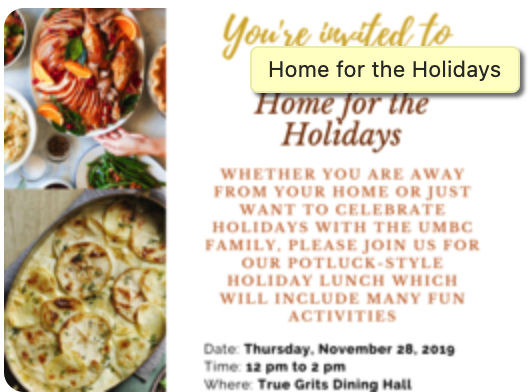 You're invited to
Home for the Holidays
Home for the
Holidays
WHETHER YOU ARE AWAY
FROM YOUR HOME OR JUST
WANT TO CELEBRATE
HOLIDAYS WITH THE UMBC
FAMILY, PLEASE JOIN US FOR
OUR POTLUCK-STYLE
HOLIDAY LUNCH WHICH
WILL INCLUDE MANY FUN
ACTIVITIES
Date: Thursday, November 28, 2019
Time: 12 pm to 2 pm
Where: True Grits Dining Hall